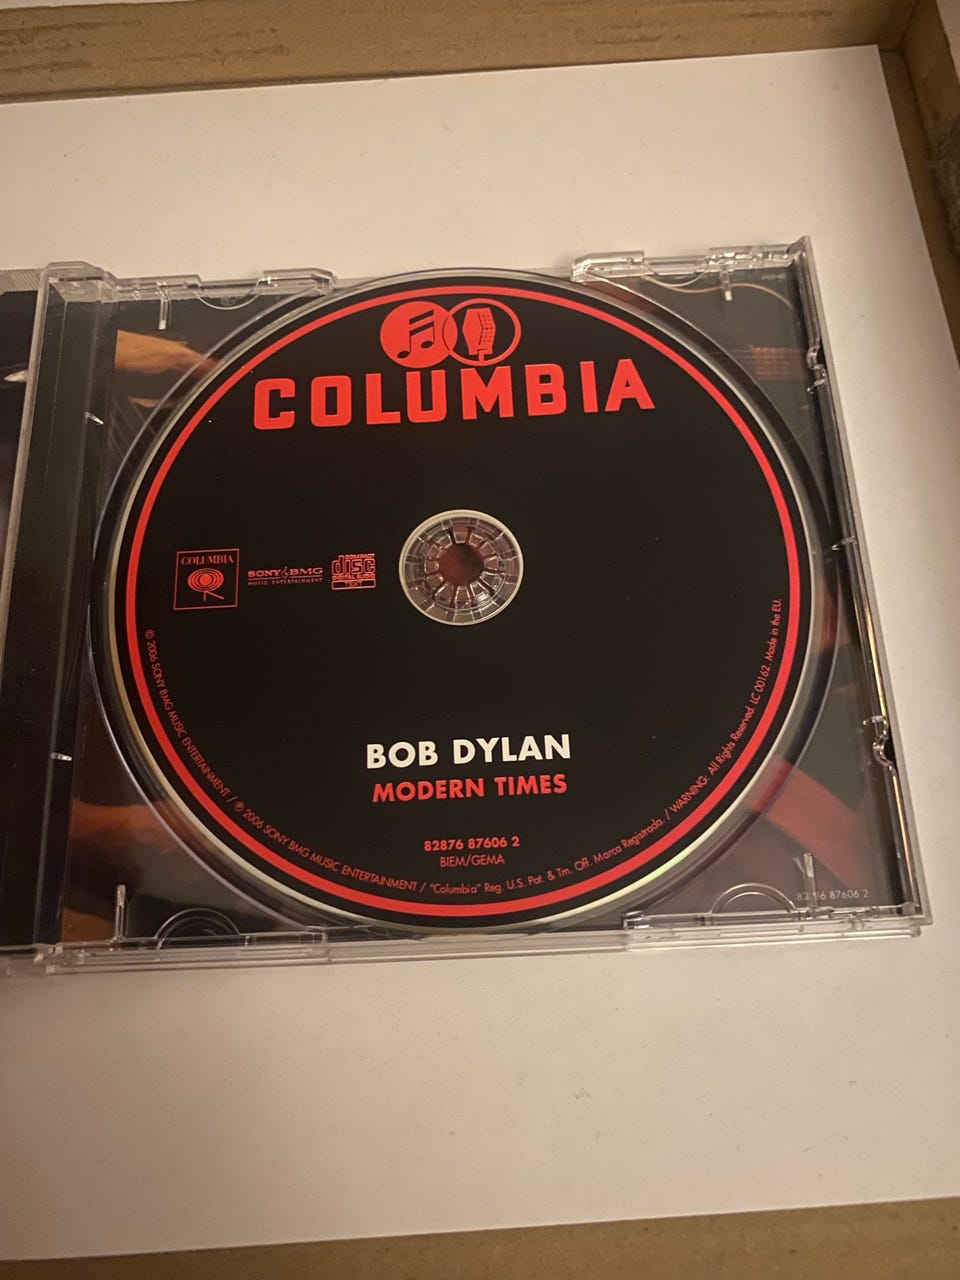 COLUMBIA
COLUMBIA
SONY BMG
MUSIC ENTERTAINMENT
COMPACT
disc
DIGITAL AUDIO
TEXT
BOB DYLAN
MODERN TIMES
82876 87606 2
BIEM/GEMA
© 2006 SONY BMG MUSIC ENTERTAINMENT / ℗ 2006 SONY BMG MUSIC ENTERTAINMENT / "Columbia" Reg. U.S. Pat. & Tm. Off. Marca Registrada. / WARNING: All Rights Reserved. LC 00162. Made in the EU.
87606 2